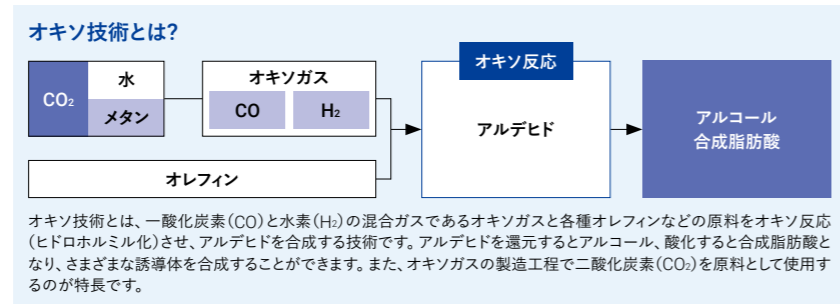 オキソ技術とは?
オキソ反応
CO₂
水
メタン
オキソガス
CO
H₂
オレフィン
アルデヒド
アルコール
合成脂肪酸
オキソ技術とは、一酸化炭素(CO)と水素(H₂)の混合ガスであるオキソガスと各種オレフィンなどの原料をオキソ反応
(ヒドロホルミル化)させ、アルデヒドを合成する技術です。アルデヒドを還元するとアルコール、酸化すると合成脂肪酸と
なり、さまざまな誘導体を合成することができます。また、オキソガスの製造工程で二酸化炭素(CO₂)を原料として使用す
るのが特長です。